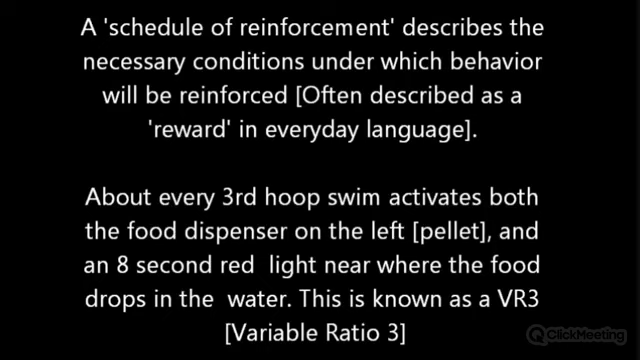 A 'schedule of reinforcement' describes the
necessary conditions under which behavior
will be reinforced [Often described as a
'reward' in everyday language].
About every 3rd hoop swim activates both
the food dispenser on the left [pellet], and
an 8 second red light near where the food
drops in the water. This is known as a VR3
[Variable Ratio 3]
ClickMeeting